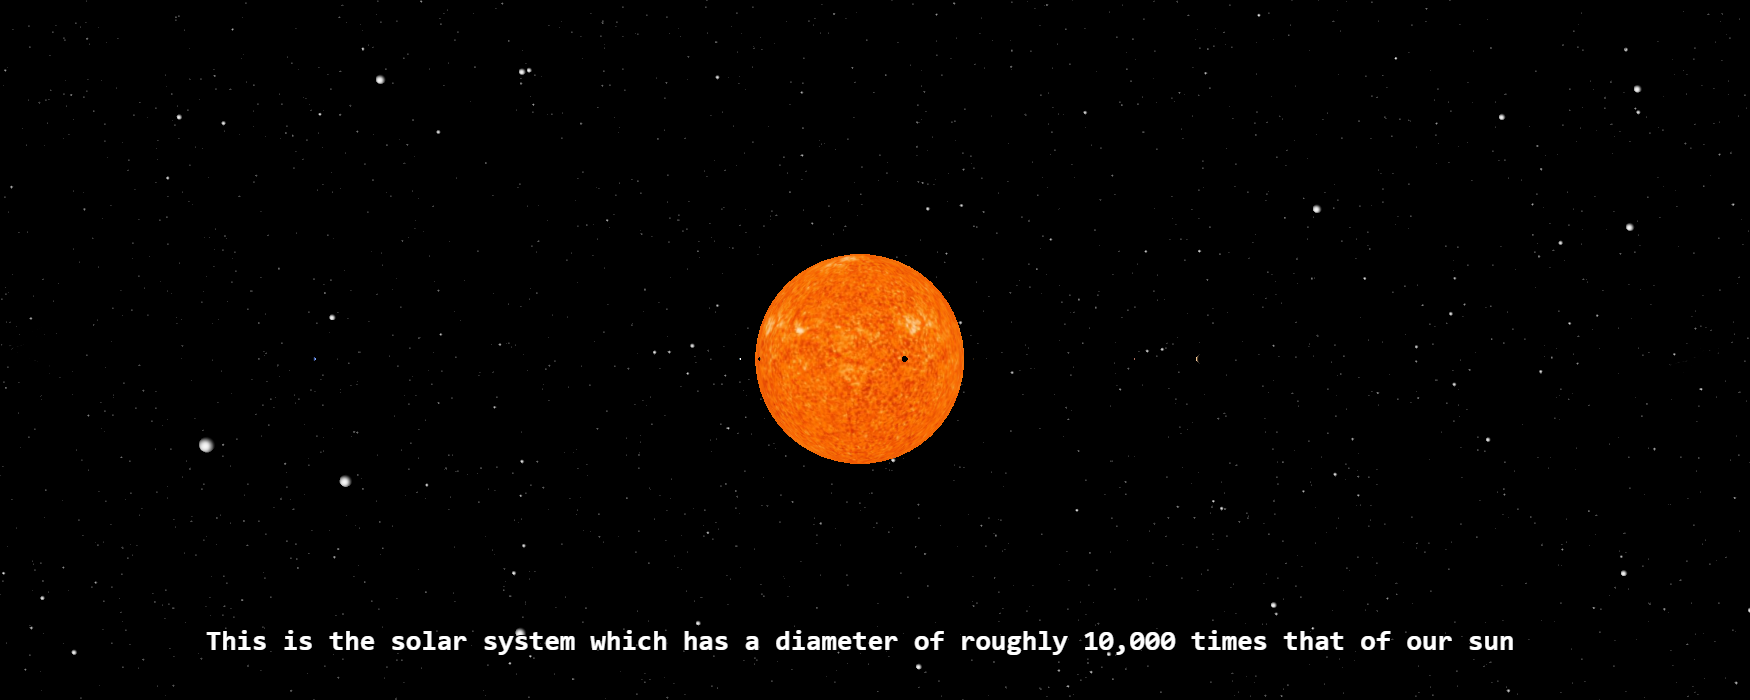 This is the solar system which has a diameter of roughly 10,000 times that of our sun